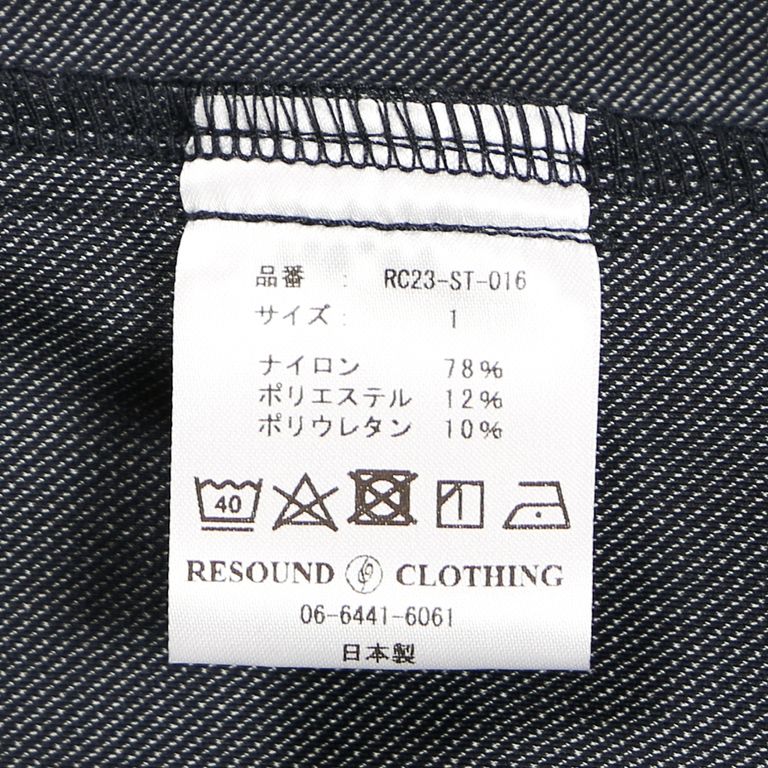 品番 : RC23-ST-016
サイズ : 1
ナイロン 78%
ポリエステル 12%
ポリウレタン 10%
40
RESOUND CLOTHING
06-6441-6061
日本製